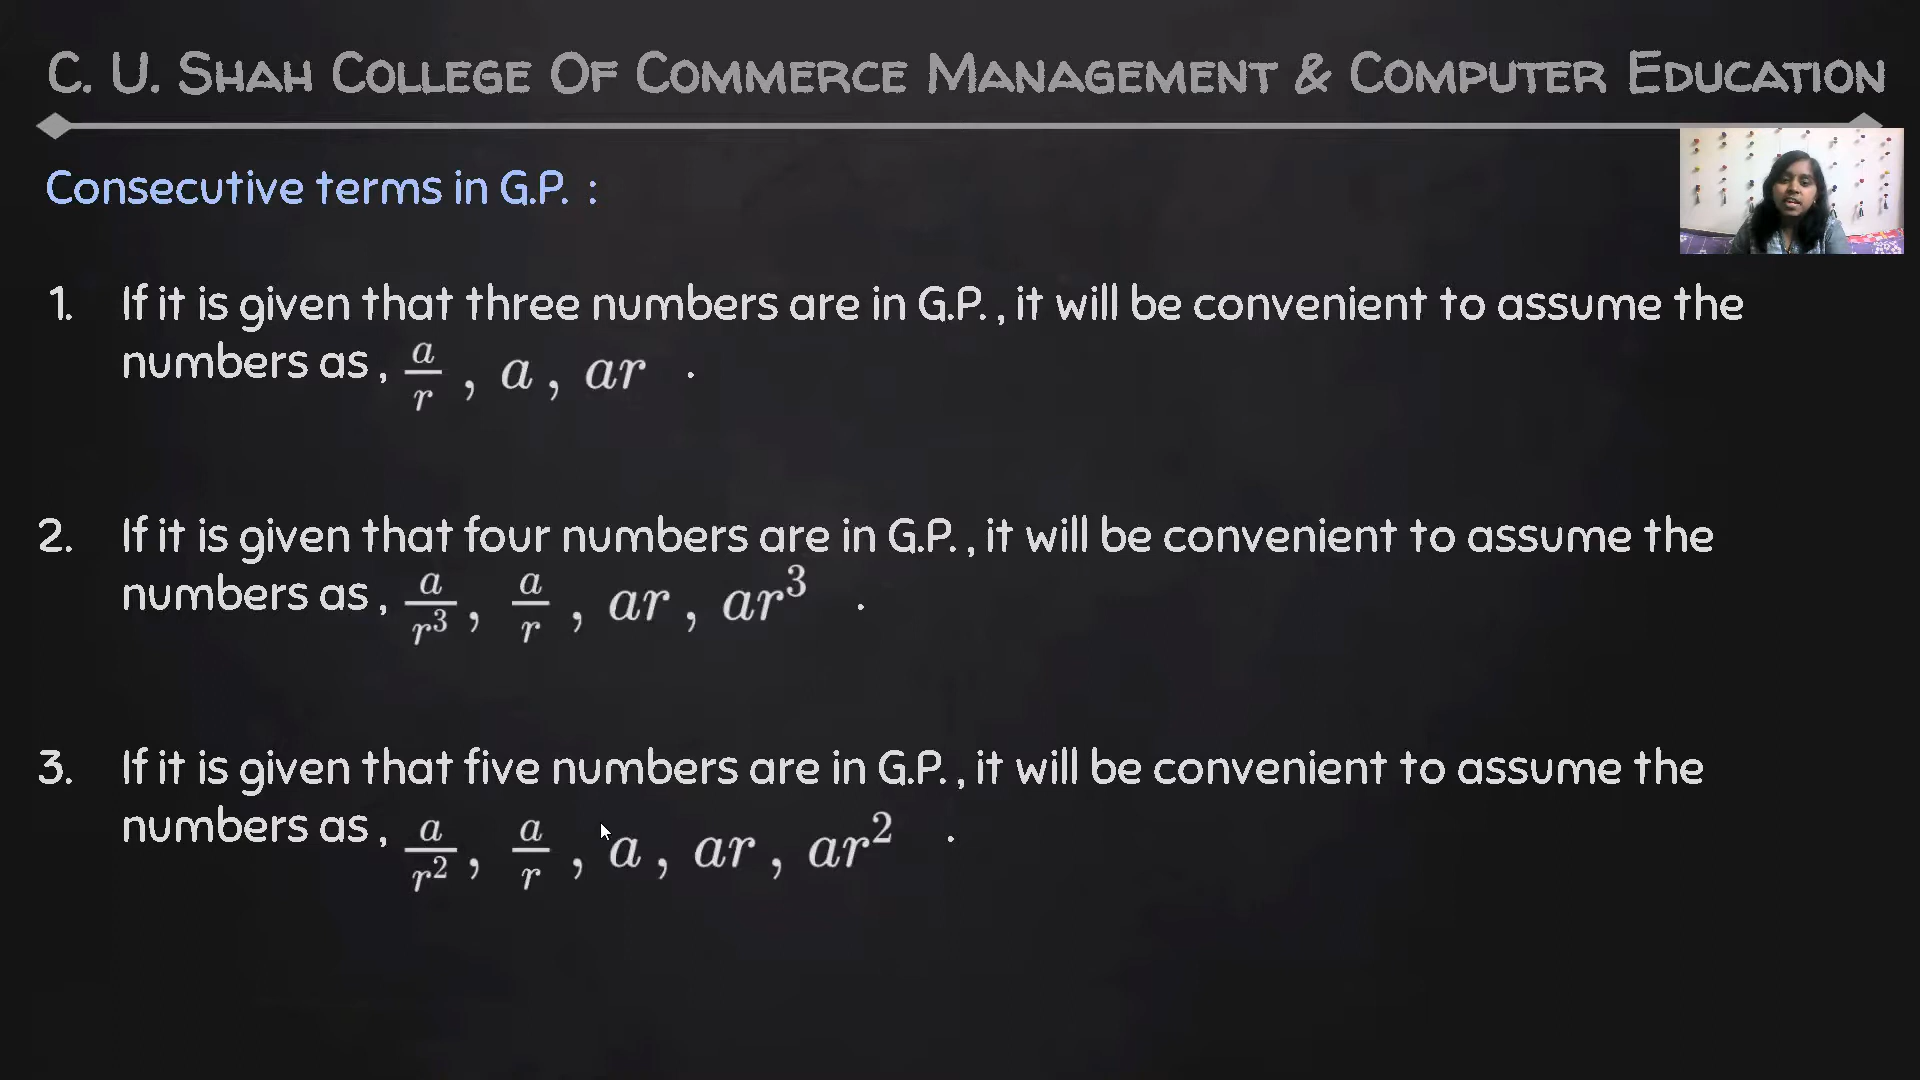 C. U. SHAH COLLEGE OF COMMERCE MANAGEMENT & COMPUTER EDUCATION
Consecutive terms in G.P. :
1. If it is given that three numbers are in G.P. , it will be convenient to assume the
numbers as , a/r , a , ar .
2. If it is given that four numbers are in G.P. , it will be convenient to assume the
numbers as , a/r³ , a/r , ar , ar³ .
3. If it is given that five numbers are in G.P. , it will be convenient to assume the
numbers as , a/r² , a/r , a , ar , ar² .